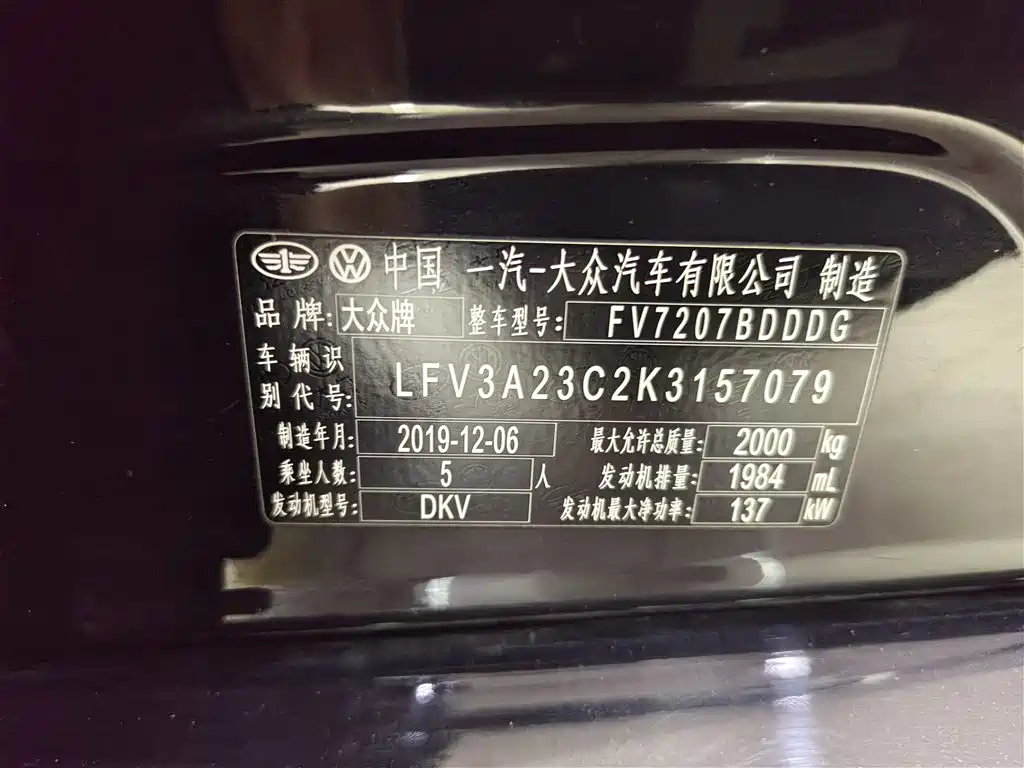 中国 一汽-大众汽车有限公司 制造
品 牌: 大众牌 整车型号: FV7207BDDDG
车 辆 识
别 代 号: LFV3A23C2K3157079
制造年月: 2019-12-06 最大允许总质量: 2000 kg
乘坐人数: 5 人 发动机排量: 1984 mL
发动机型号: DKV 发动机最大净功率: 137 kW